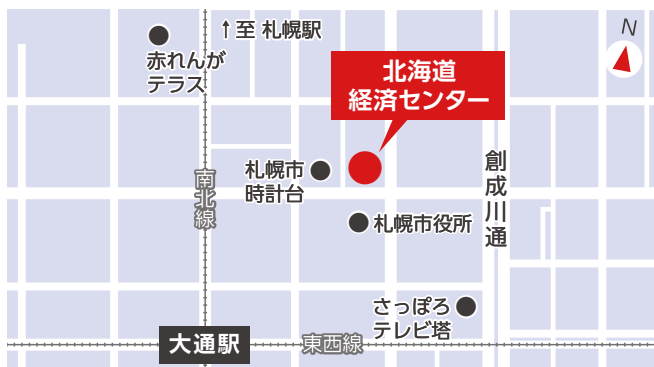 ↑至 札幌駅
N
赤れんが
テラス
北海道
経済センター
札幌市
時計台
南北線
創成川通
札幌市役所
さっぽろ
テレビ塔
大通駅
東西線